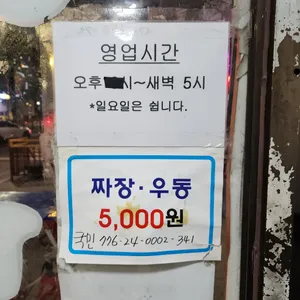 영업시간
오후 시~새벽 5시
*일요일은 쉽니다.
짜장·우동
5,000원
국민 776-24-0002-341